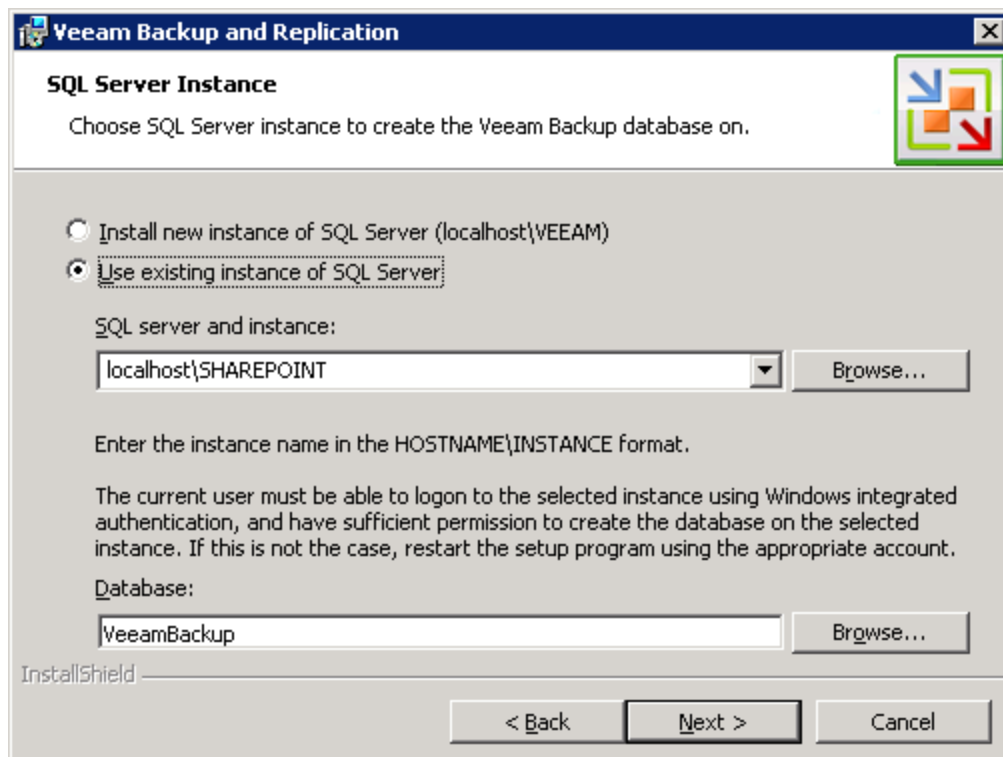 Veeam Backup and Replication
SQL Server Instance
Choose SQL Server instance to create the Veeam Backup database on.
Install new instance of SQL Server (localhost\VEEAM)
Use existing instance of SQL Server
SQL server and instance:
localhost\SHAREPOINT
Browse...
Enter the instance name in the HOSTNAME\INSTANCE format.
The current user must be able to logon to the selected instance using Windows integrated
authentication, and have sufficient permission to create the database on the selected
instance. If this is not the case, restart the setup program using the appropriate account.
Database:
VeeamBackup
Browse...
InstallShield
< Back
Next >
Cancel